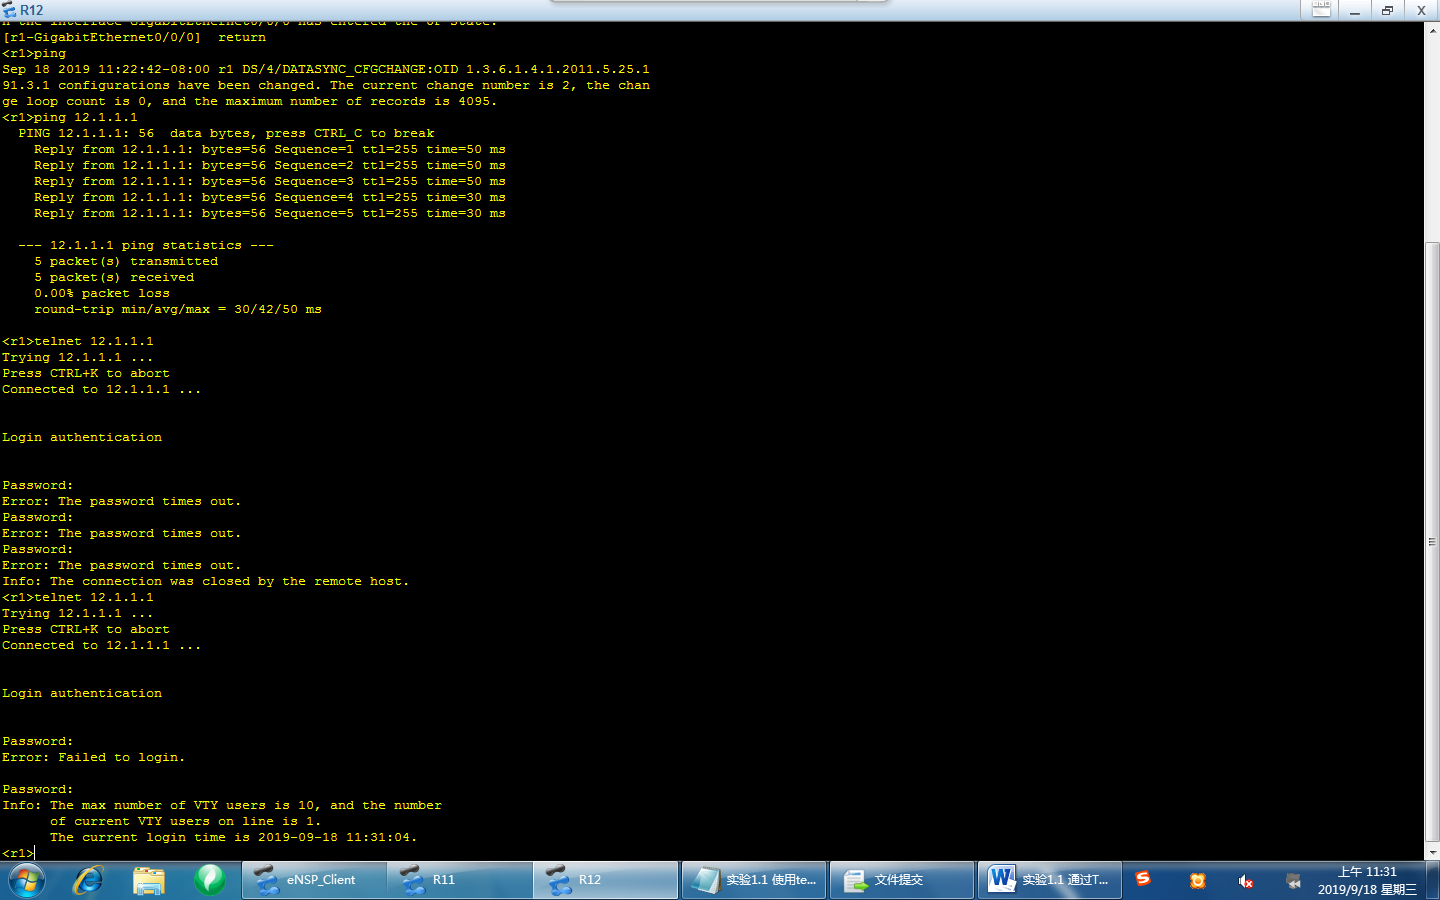 R12
[r1-GigabitEthernet0/0/0]  return
<r1>ping
Sep 18 2019 11:22:42-08:00 r1 DS/4/DATASYNC_CFGCHANGE:OID 1.3.6.1.4.1.2011.5.25.1
91.3.1 configurations have been changed. The current change number is 2, the chan
ge loop count is 0, and the maximum number of records is 4095.
<r1>ping 12.1.1.1
PING 12.1.1.1: 56  data bytes, press CTRL_C to break
Reply from 12.1.1.1: bytes=56 Sequence=1 ttl=255 time=50 ms
Reply from 12.1.1.1: bytes=56 Sequence=2 ttl=255 time=50 ms
Reply from 12.1.1.1: bytes=56 Sequence=3 ttl=255 time=50 ms
Reply from 12.1.1.1: bytes=56 Sequence=4 ttl=255 time=30 ms
Reply from 12.1.1.1: bytes=56 Sequence=5 ttl=255 time=30 ms
--- 12.1.1.1 ping statistics ---
5 packet(s) transmitted
5 packet(s) received
0.00% packet loss
round-trip min/avg/max = 30/42/50 ms
<r1>telnet 12.1.1.1
Trying 12.1.1.1 ...
Press CTRL+K to abort
Connected to 12.1.1.1 ...
Login authentication
Password:
Error: The password times out.
Password:
Error: The password times out.
Password:
Error: The password times out.
Info: The connection was closed by the remote host.
<r1>telnet 12.1.1.1
Trying 12.1.1.1 ...
Press CTRL+K to abort
Connected to 12.1.1.1 ...
Login authentication
Password:
Error: Failed to login.
Password:
Info: The max number of VTY users is 10, and the number
of current VTY users on line is 1.
The current login time is 2019-09-18 11:31:04.
<r1>
eNSP_Client
R11
R12
实验1.1 使用te...
文件提交
实验1.1 通过T...
上午 11:31
2019/9/18 星期三